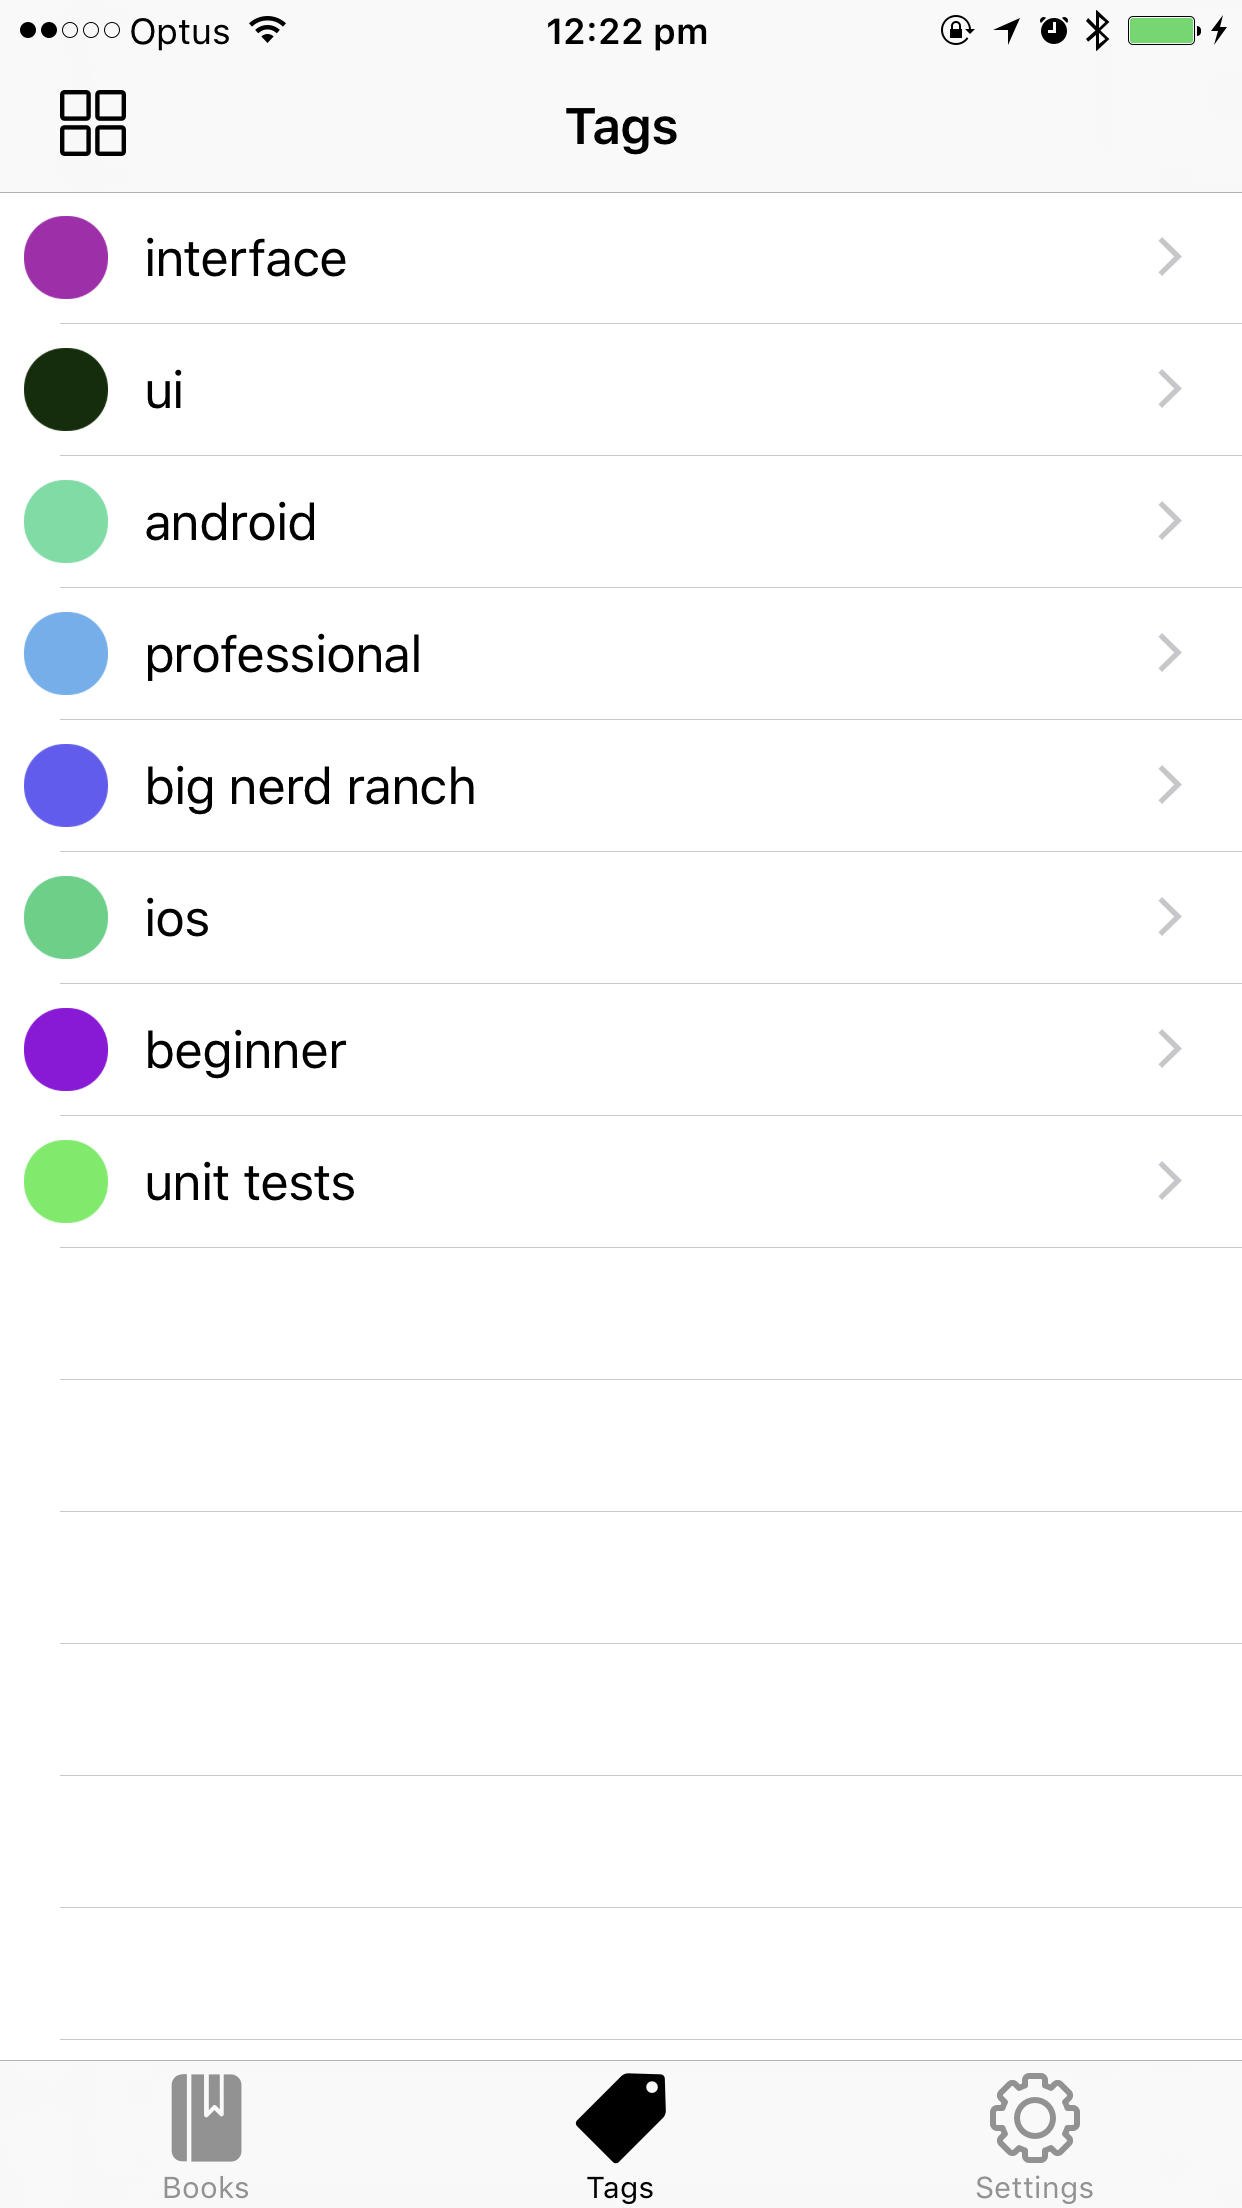 Optus 12:22 pm
Tags
interface
ui
android
professional
big nerd ranch
ios
beginner
unit tests
Books Tags Settings